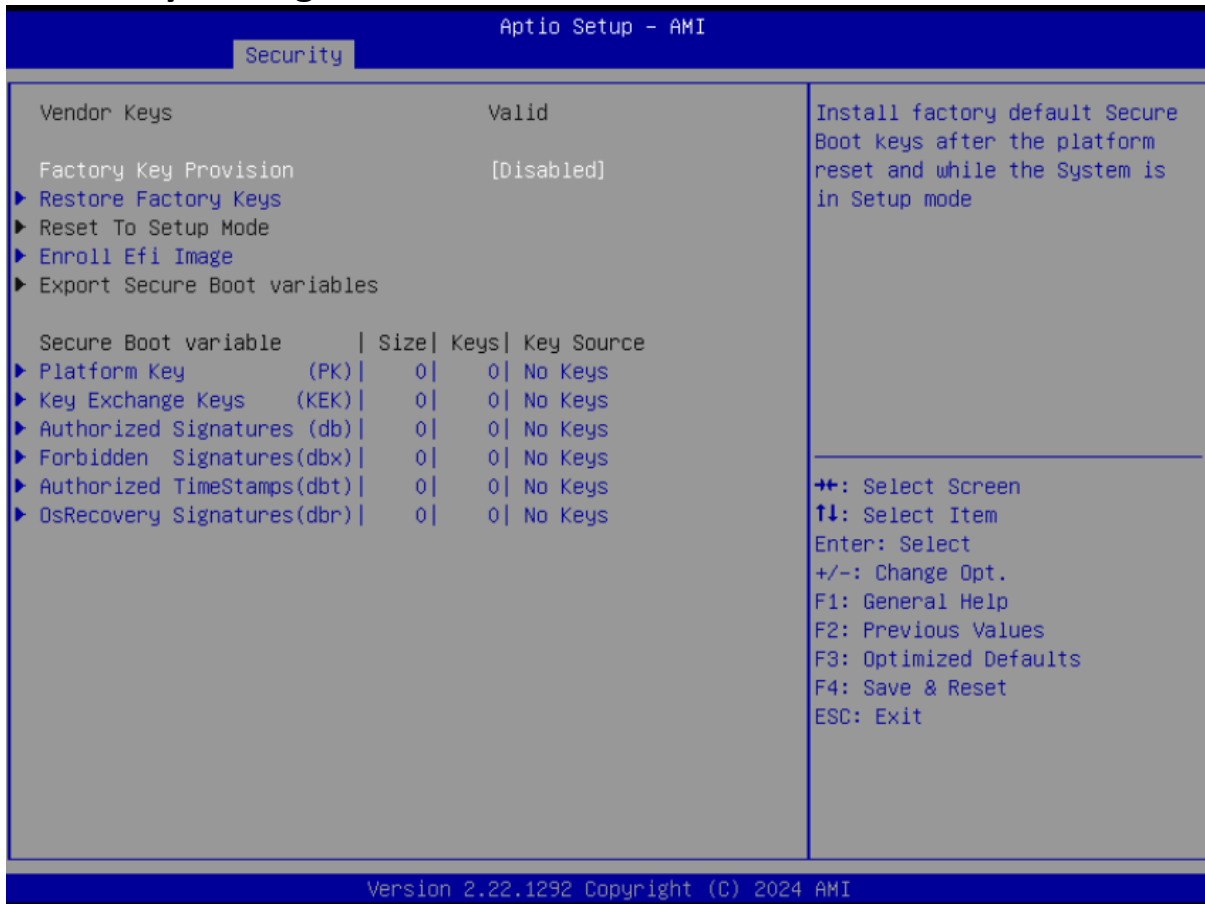 Aptio Setup – AMI
Security
Vendor Keys Valid
Factory Key Provision [Disabled]
▶ Restore Factory Keys
▶ Reset To Setup Mode
▶ Enroll Efi Image
▶ Export Secure Boot variables
Secure Boot variable | Size| Keys| Key Source
▶ Platform Key (PK)| 0| 0| No Keys
▶ Key Exchange Keys (KEK)| 0| 0| No Keys
▶ Authorized Signatures (db)| 0| 0| No Keys
▶ Forbidden Signatures(dbx)| 0| 0| No Keys
▶ Authorized TimeStamps(dbt)| 0| 0| No Keys
▶ OsRecovery Signatures(dbr)| 0| 0| No Keys
Install factory default Secure
Boot keys after the platform
reset and while the System is
in Setup mode
→←: Select Screen
↑↓: Select Item
Enter: Select
+/-: Change Opt.
F1: General Help
F2: Previous Values
F3: Optimized Defaults
F4: Save & Reset
ESC: Exit
Version 2.22.1292 Copyright (C) 2024 AMI